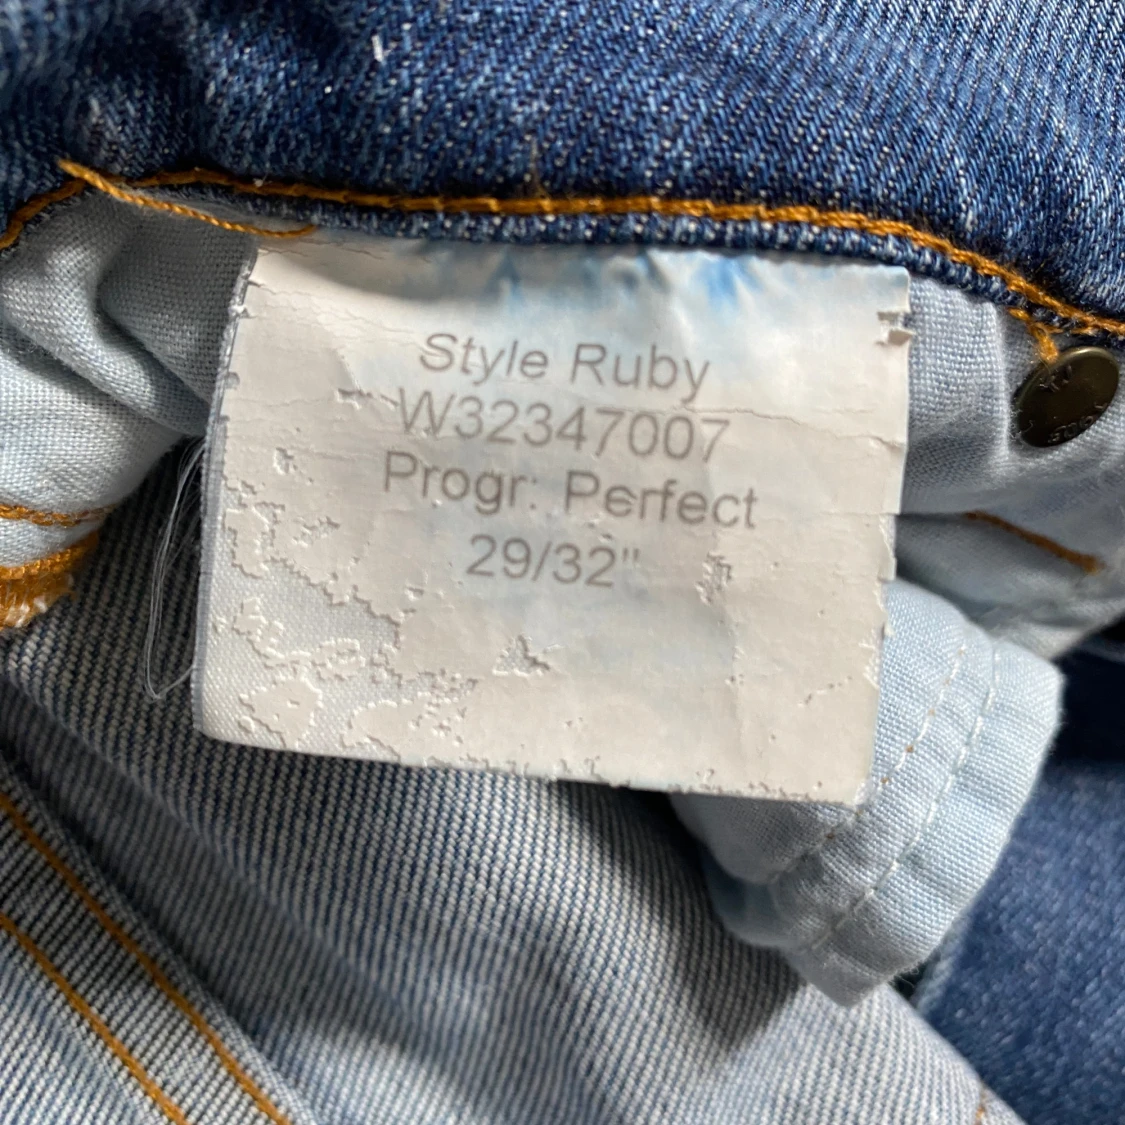 Style Ruby
W32347007
Progr: Perfect
29/32"